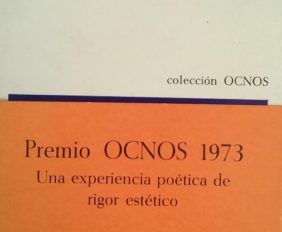 colección OCNOS
Premio OCNOS 1973
Una experiencia poética de
rigor estético